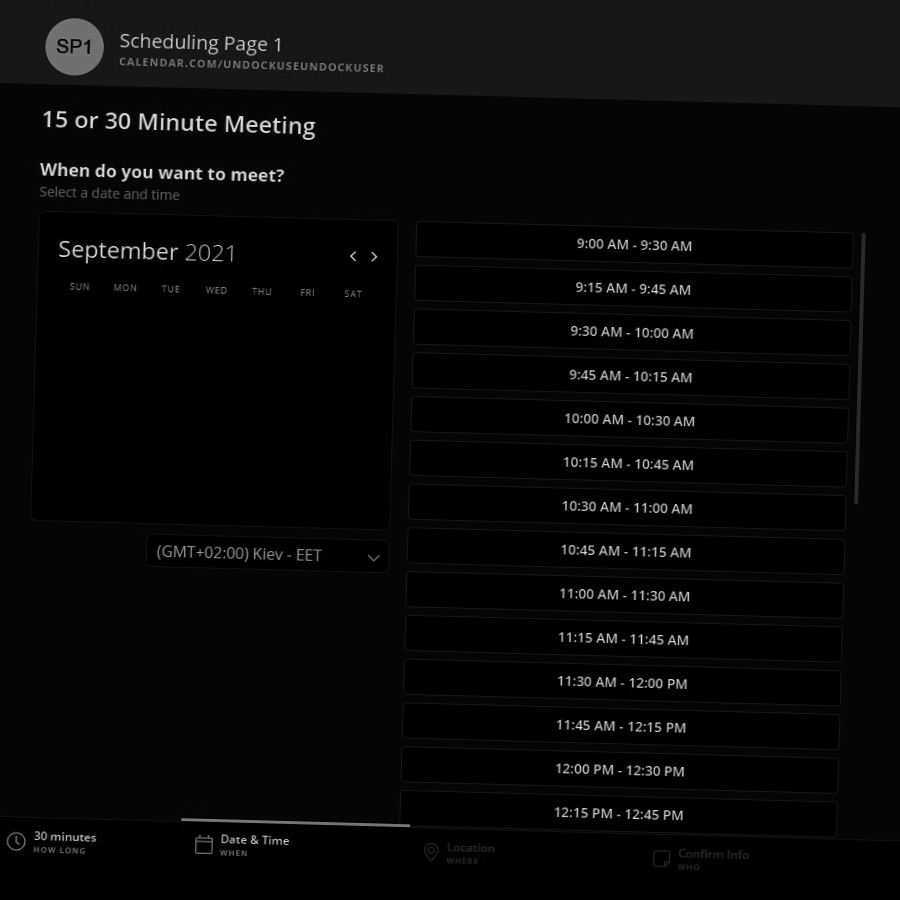 SP1
Scheduling Page 1
CALENDAR.COM/UNDOCKUSEUNDOCKUSER
15 or 30 Minute Meeting
When do you want to meet?
Select a date and time
September 2021
SUN MON TUE WED THU FRI SAT
(GMT+02:00) Kiev - EET
9:00 AM - 9:30 AM
9:15 AM - 9:45 AM
9:30 AM - 10:00 AM
9:45 AM - 10:15 AM
10:00 AM - 10:30 AM
10:15 AM - 10:45 AM
10:30 AM - 11:00 AM
10:45 AM - 11:15 AM
11:00 AM - 11:30 AM
11:15 AM - 11:45 AM
11:30 AM - 12:00 PM
11:45 AM - 12:15 PM
12:00 PM - 12:30 PM
12:15 PM - 12:45 PM
30 minutes
HOW LONG
Date & Time
WHEN
Location
WHERE
Confirm Info
WHO